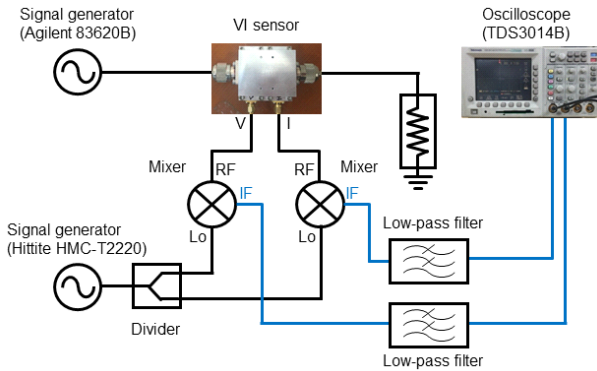 Signal generator
(Agilent 83620B)
VI sensor
Oscilloscope
(TDS3014B)
V
I
Mixer
RF
IF
Lo
RF
Mixer
IF
Lo
Signal generator
(Hittite HMC-T2220)
Divider
Low-pass filter
Low-pass filter